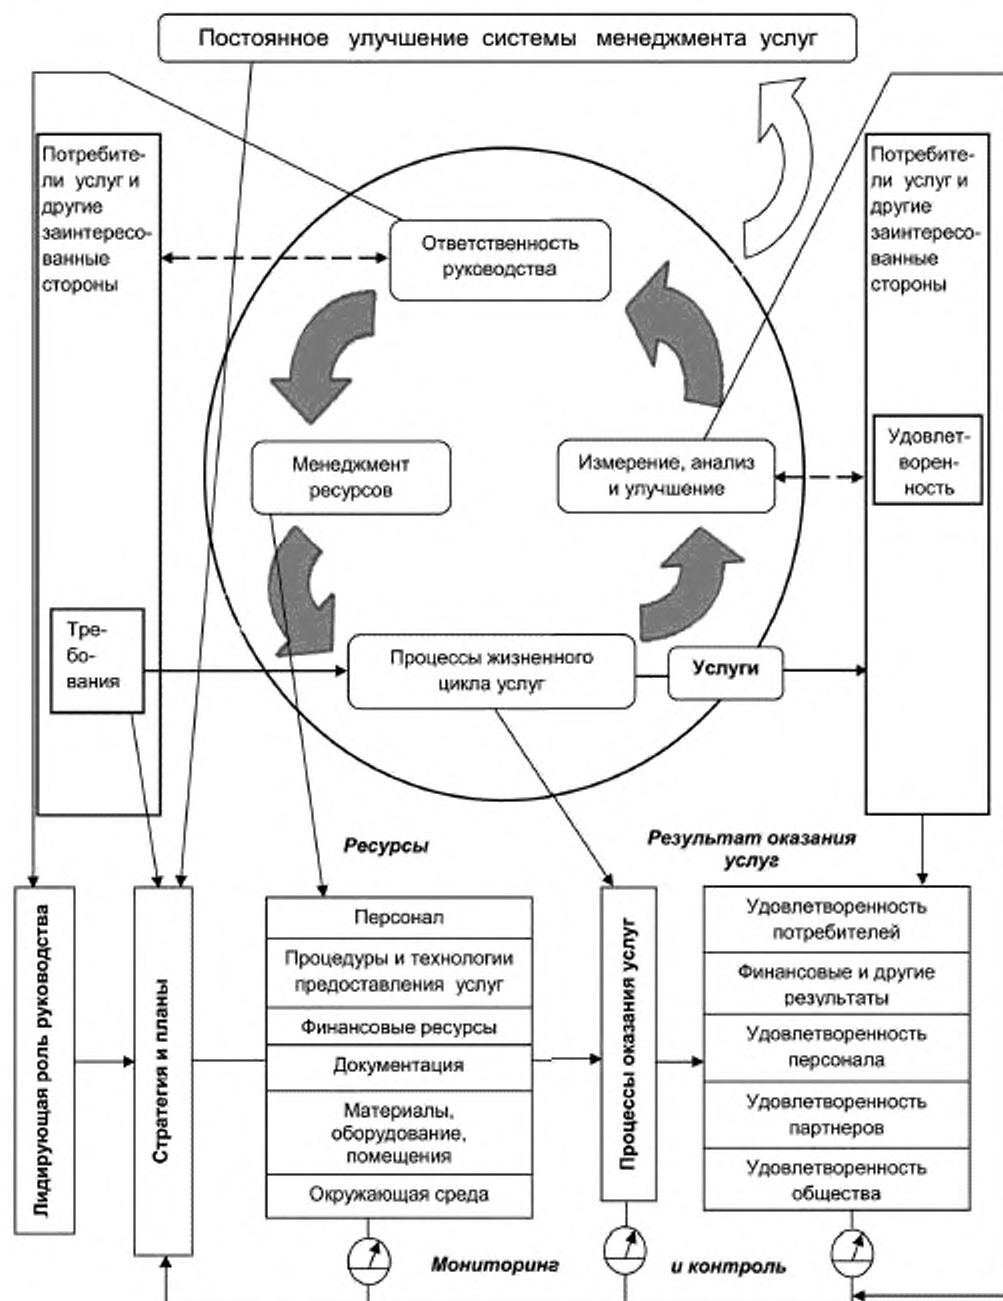 Постоянное улучшение системы менеджмента услуг
Потребите-
ли услуг и
другие
заинтересо-
ванные
стороны
Ответственность
руководства
Потребите-
ли услуг и
другие
заинтересо-
ванные
стороны
Менеджмент
ресурсов
Измерение, анализ
и улучшение
Удовлет-
ворен-
ность
Тре-
бо-
вания
Процессы жизненного
цикла услуг
Услуги
Ресурсы
Результат оказания
услуг
Лидирующая роль руководства
Стратегия и планы
Персонал
Процедуры и технологии
предоставления услуг
Финансовые ресурсы
Документация
Материалы,
оборудование,
помещения
Окружающая среда
Процессы оказания услуг
Удовлетворенность
потребителей
Финансовые и другие
результаты
Удовлетворенность
персонала
Удовлетворенность
партнеров
Удовлетворенность
общества
Мониторинг
и контроль